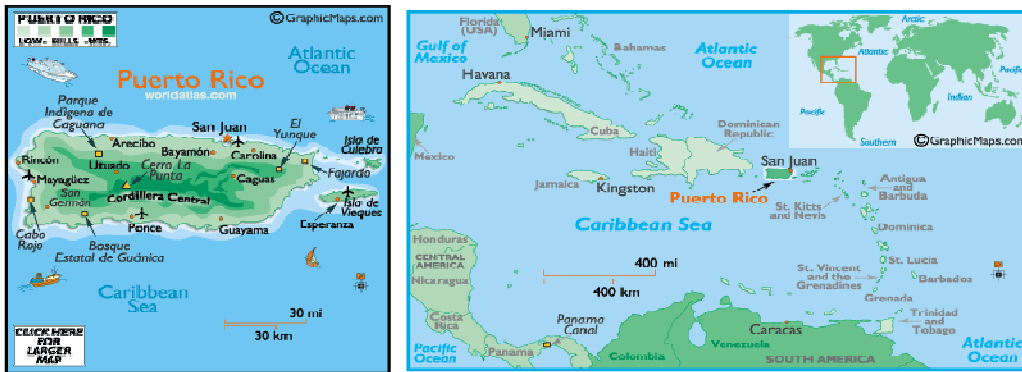 PUERTO RICO
LOW- HILLS -MTS.
©GraphicMaps.com
Atlantic
Ocean
Puerto Rico
worldatlas.com
Parque
Indigena de
Caguana
San Juan
El
Yunque
Isla de
Culebra
Arecibo
Bayamón
Carolina
Rincón
Utuado
Cerro La
Punta
Fajardo
Mayagüez
Caguas
San
Germán
Cordillera Central
Isla de
Vieques
Esperanza
Cabo
Rojo
Ponce
Guayama
Bosque
Estatal de Guánica
Caribbean
Sea
30 mi
30 km
CLICK HERE
FOR
LARGER
MAP
Florida
(USA)
Miami
Gulf of
Mexico
Bahamas
Atlantic
Ocean
Havana
Cuba
Mexico
Dominican
Republic
Haiti
San Juan
Jamaica
Kingston
Puerto Rico
Antigua
and
Barbuda
St. Kitts
and Nevis
Caribbean Sea
Dominica
Honduras
CENTRAL
AMERICA
Nicaragua
400 mi
400 km
St. Lucia
St. Vincent
and the
Grenadines
Barbados
Grenada
Costa
Rica
Panama
Canal
Caracas
Trinidad
and
Tobago
Pacific
Ocean
Panama
Colombia
Venezuela
SOUTH AMERICA
Atlantic
Ocean
Arctic
Atlantic
Pacific
Pacific
Indian
Southern
©GraphicMaps.com